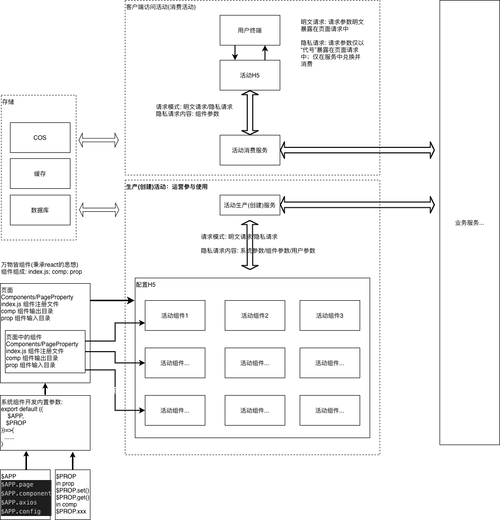 客户端访问活动(消费活动)
用户终端
活动H5
明文请求: 请求参数明文
暴露在页面请求中
隐私请求: 请求参数仅以
"代号"暴露在页面请求
中; 仅在服务中兑换并
消费
请求模式: 明文请求/隐私请求
隐私请求内容: 组件参数
活动消费服务
存储
COS
缓存
数据库
生产(创建)活动: 运营参与使用
活动生产(创建)服务
请求模式: 明文请求/隐私请求
隐私请求内容: 系统参数/组件参数/用户参数
业务服务...
万物皆组件(秉承react的思想)
组件组成: index.js; comp; prop
页面
Components/PageProperty
index.js 组件注册文件
comp 组件输出目录
prop 组件输入目录
页面中的组件
Components/PageProperty
index.js 组件注册文件
comp 组件输出目录
prop 组件输入目录
配置H5
活动组件1
活动组件2
活动组件3
活动组件...
活动组件...
活动组件...
活动组件...
活动组件...
活动组件...
系统组件开发内置参数:
export default ({
$APP,
$PROP
})=>{
......
}
$APP
$APP.page
$APP.component
$APP.axios
$APP.config
$PROP
in prop
$PROP.set()
$PROP.get()
in comp
$PROP.xxx